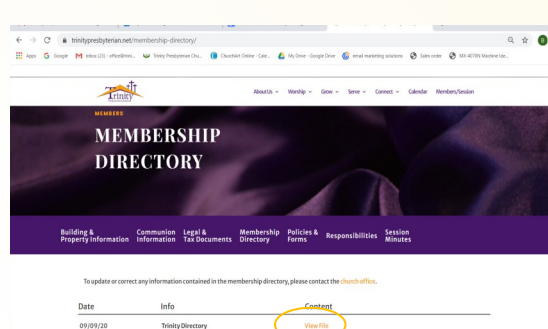 trinitypresbyterian.net/membership-directory/
Apps G Google M Inbox (23) - office@trini... Trinity Presbyterian Chu... ChurchArt Online - Cale... My Drive - Google Drive email marketing solutions Sales order MX-4070N Machine Ide...
Trinity
About Us Worship Grow Serve Connect Calendar Members/Session
MEMBERS
MEMBERSHIP
DIRECTORY
Building & Property Information
Communion Information
Legal & Tax Documents
Membership Directory
Policies & Forms
Responsibilities
Session Minutes
To update or correct any information contained in the membership directory, please contact the church office.
Date Info Content
09/09/20 Trinity Directory View File